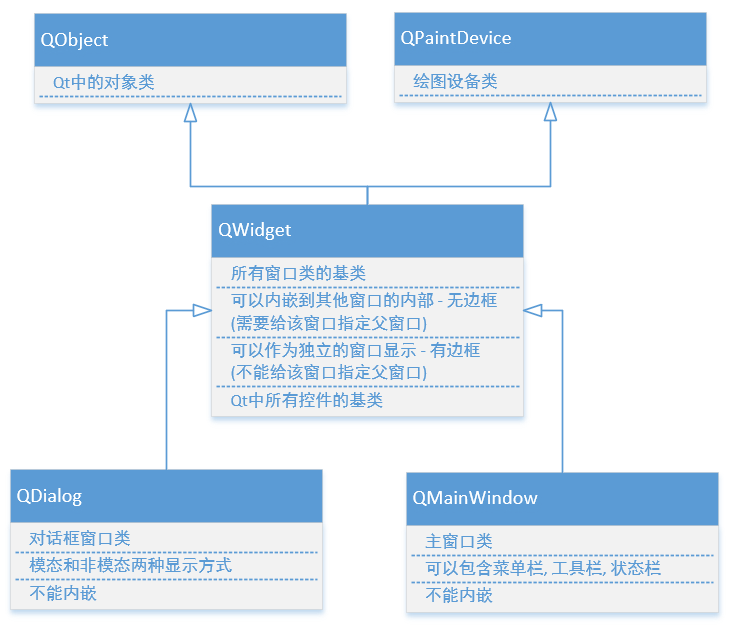 QObject
Qt中的对象类
QPaintDevice
绘图设备类
QWidget
所有窗口类的基类
可以内嵌到其他窗口的内部 - 无边框
(需要给该窗口指定父窗口)
可以作为独立的窗口显示 - 有边框
(不能给该窗口指定父窗口)
Qt中所有控件的基类
QDialog
对话框窗口类
模态和非模态两种显示方式
不能内嵌
QMainWindow
主窗口类
可以包含菜单栏, 工具栏, 状态栏
不能内嵌